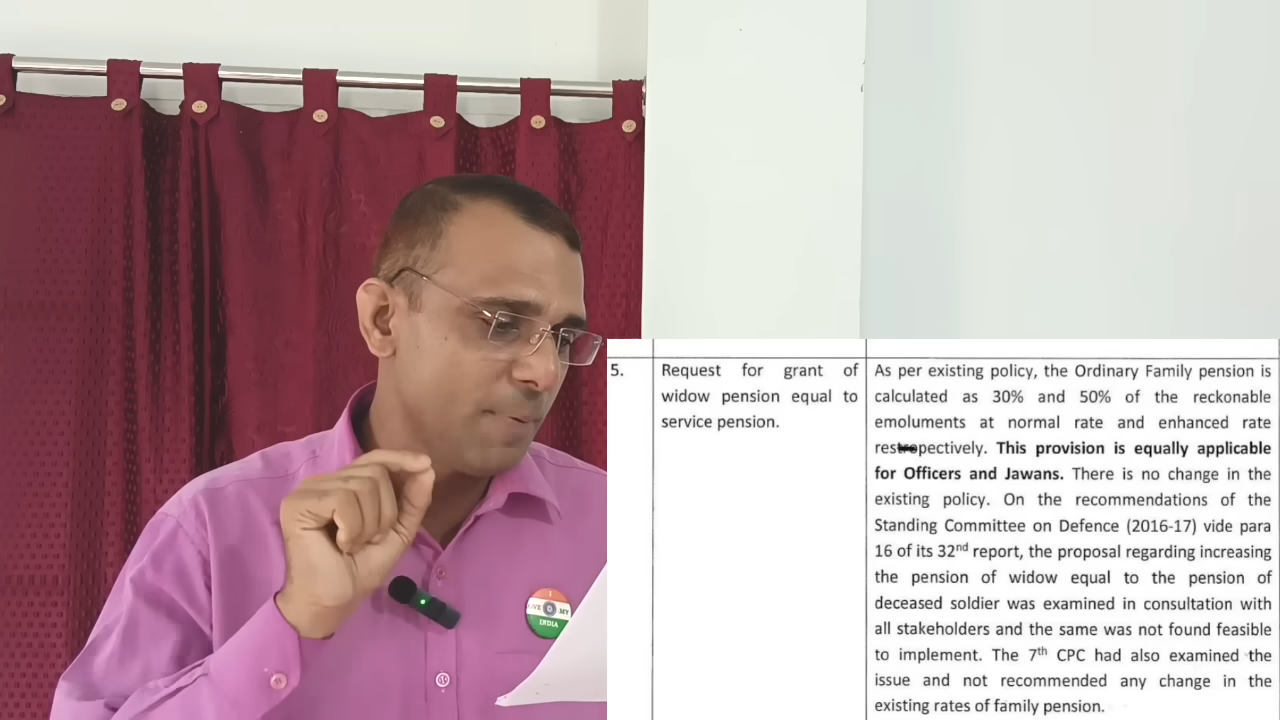 I
LOVE MY
INDIA
5.
Request for grant of
widow pension equal to
service pension.
As per existing policy, the Ordinary Family pension is
calculated as 30% and 50% of the reckonable
emoluments at normal rate and enhanced rate
restropectively. This provision is equally applicable
for Officers and Jawans. There is no change in the
existing policy. On the recommendations of the
Standing Committee on Defence (2016-17) vide para
16 of its 32nd report, the proposal regarding increasing
the pension of widow equal to the pension of
deceased soldier was examined in consultation with
all stakeholders and the same was not found feasible
to implement. The 7th CPC had also examined the
issue and not recommended any change in the
existing rates of family pension.